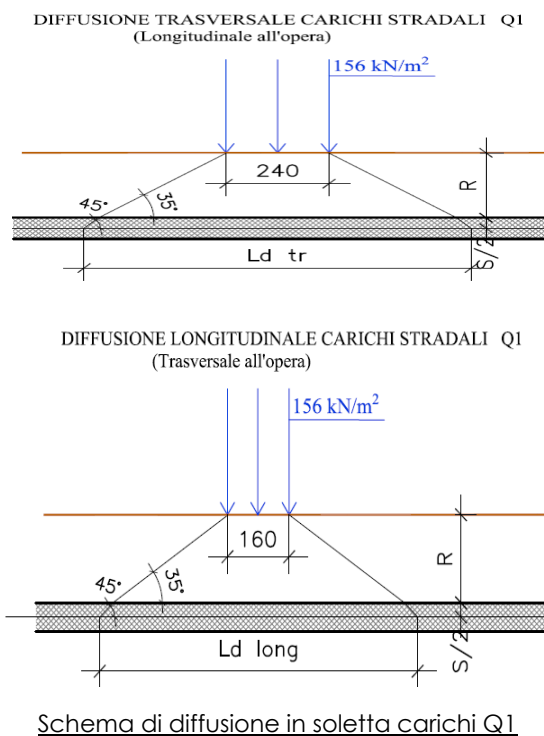 DIFFUSIONE TRASVERSALE CARICHI STRADALI Q1
(Longitudinale all'opera)
156 kN/m²
240
R
45°
35°
S/2
Ld tr
DIFFUSIONE LONGITUDINALE CARICHI STRADALI Q1
(Trasversale all'opera)
156 kN/m²
160
R
45°
35°
S/2
Ld long
Schema di diffusione in soletta carichi Q1